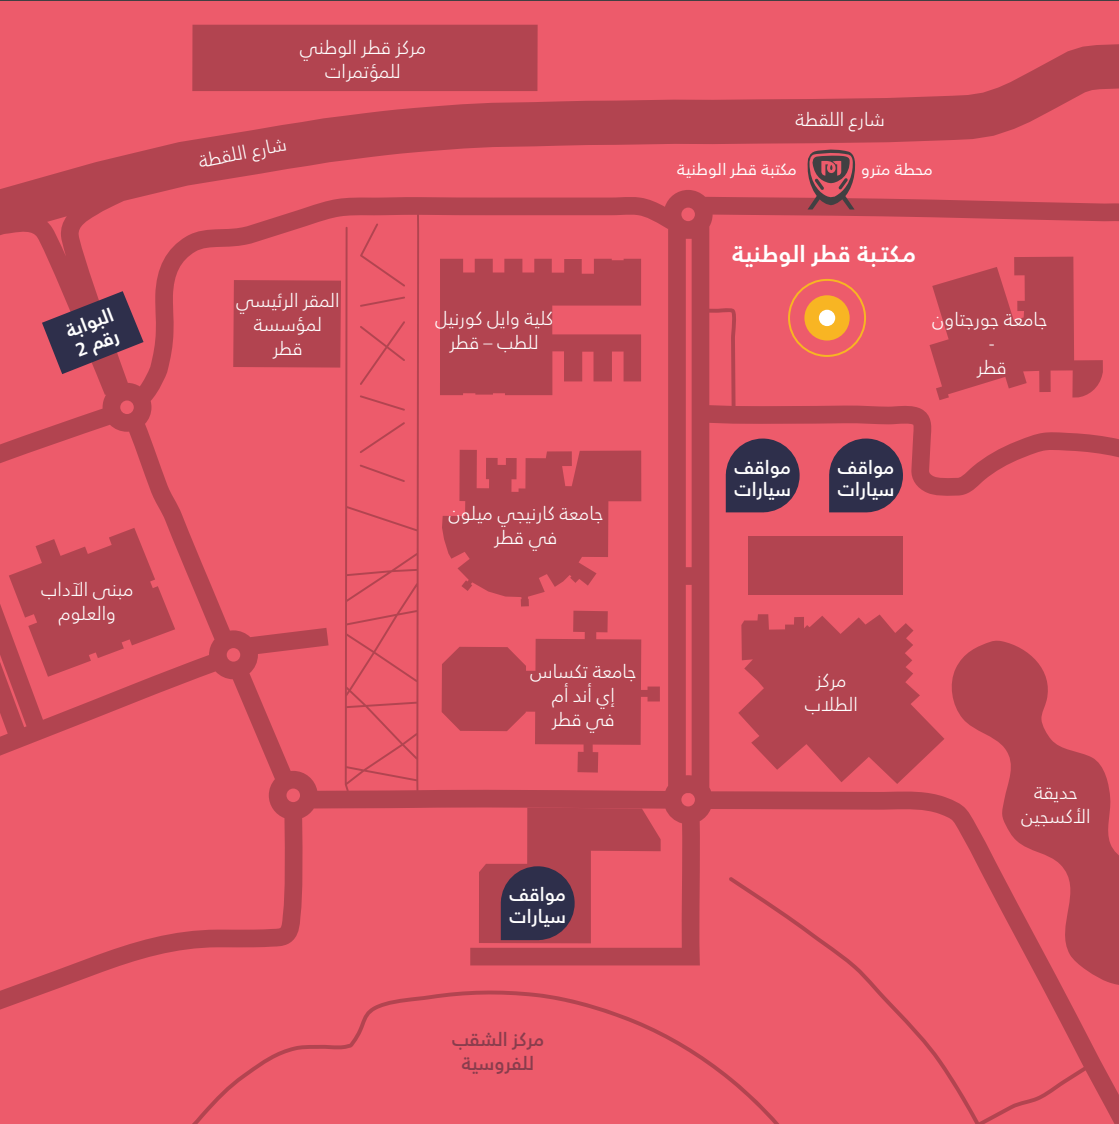 مركز قطر الوطني
للمؤتمرات
شارع اللقطة
شارع اللقطة
محطة مترو
مكتبة قطر الوطنية
مكتبة قطر الوطنية
جامعة جورجتاون
-
قطر
كلية وايل كورنيل
للطب – قطر
المقر الرئيسي
لمؤسسة
قطر
البوابة
رقم 2
مواقف
سيارات
مواقف
سيارات
جامعة كارنيجي ميلون
في قطر
مبنى الآداب
والعلوم
جامعة تكساس
إي أند أم
في قطر
مركز
الطلاب
حديقة
الأكسجين
مواقف
سيارات
مركز الشقب
للفروسية